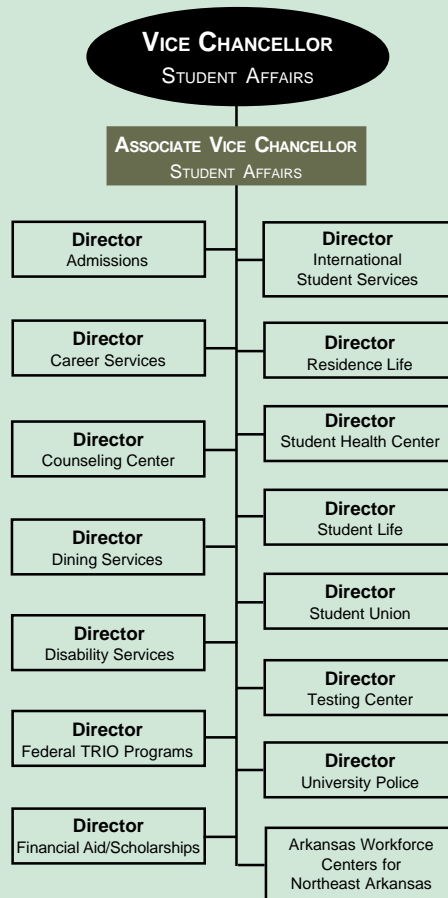 VICE CHANCELLOR
STUDENT AFFAIRS
ASSOCIATE VICE CHANCELLOR
STUDENT AFFAIRS
Director
Admissions
Director
Career Services
Director
Counseling Center
Director
Dining Services
Director
Disability Services
Director
Federal TRIO Programs
Director
Financial Aid/Scholarships
Director
International
Student Services
Director
Residence Life
Director
Student Health Center
Director
Student Life
Director
Student Union
Director
Testing Center
Director
University Police
Arkansas Workforce
Centers for
Northeast Arkansas